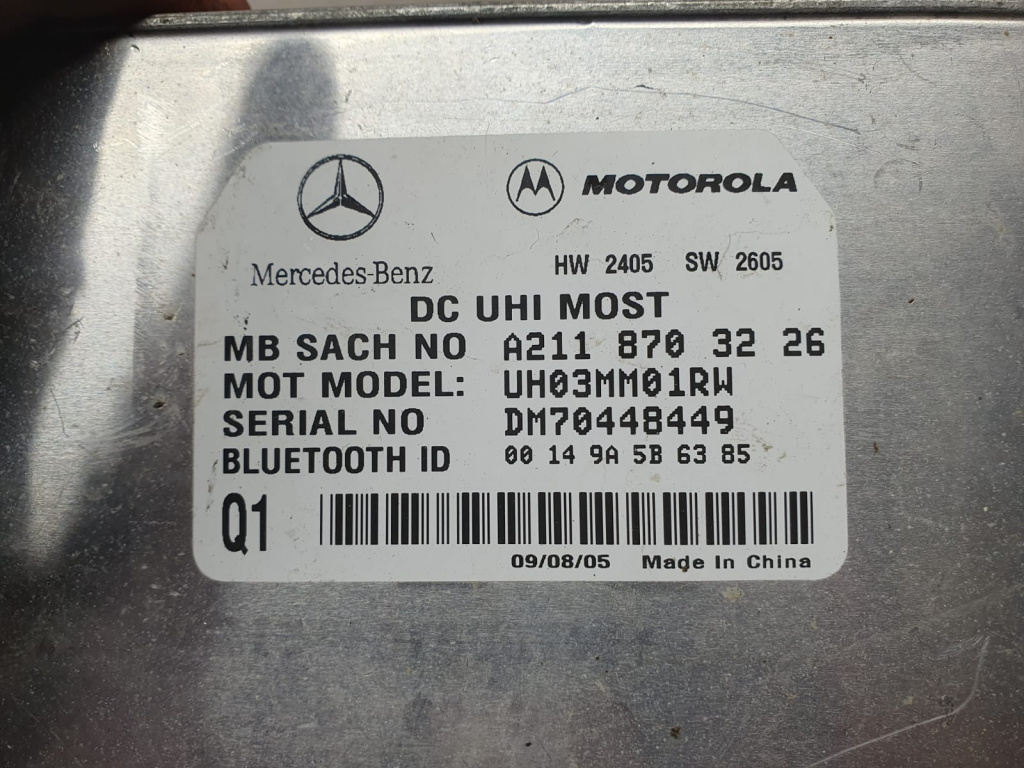 MOTOROLA
Mercedes-Benz
HW 2405 SW 2605
DC UHI MOST
MB SACH NO A211 870 32 26
MOT MODEL: UH03MM01RW
SERIAL NO DM70448449
BLUETOOTH ID 00 14 9A 5B 63 85
Q1
09/08/05 Made In China